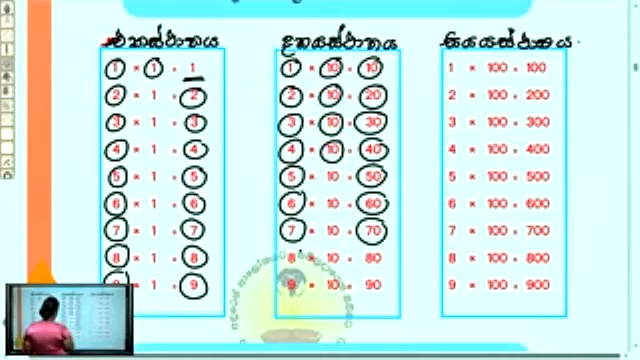 එකස්ථානය
1 × 1 = 1
2 × 1 = 2
3 × 1 = 3
4 × 1 = 4
5 × 1 = 5
6 × 1 = 6
7 × 1 = 7
8 × 1 = 8
9 × 1 = 9
දහයස්ථානය
1 × 10 = 10
2 × 10 = 20
3 × 10 = 30
4 × 10 = 40
5 × 10 = 50
6 × 10 = 60
7 × 10 = 70
8 × 10 = 80
9 × 10 = 90
සියයස්ථානය
1 × 100 = 100
2 × 100 = 200
3 × 100 = 300
4 × 100 = 400
5 × 100 = 500
6 × 100 = 600
7 × 100 = 700
8 × 100 = 800
9 × 100 = 900